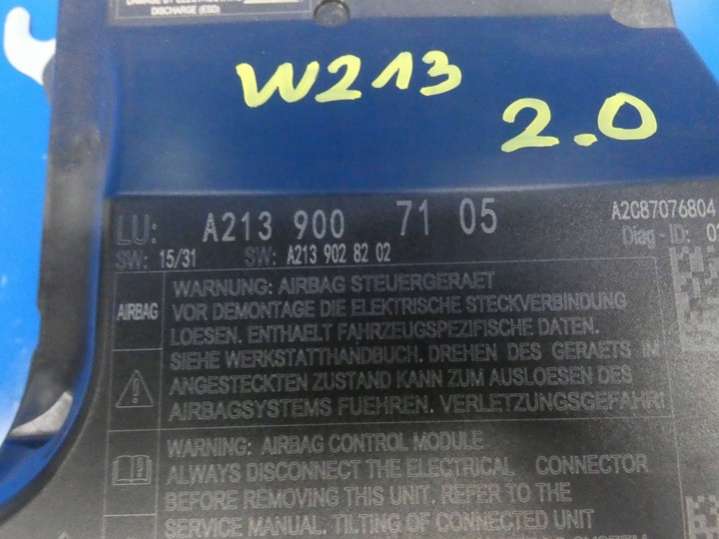 DISCHARGE (ESD)
W213
2.0
LU: A213 900 71 05 A2C87076804
SW: 15/31 SW: A213 902 82 02 Diag-ID:
WARNUNG: AIRBAG STEUERGERAET
AIRBAG VOR DEMONTAGE DIE ELEKTRISCHE STECKVERBINDUNG
LOESEN. ENTHAELT FAHRZEUGSPEZIFISCHE DATEN.
SIEHE WERKSTATTHANDBUCH. DREHEN DES GERAETS IM
ANGESTECKTEN ZUSTAND KANN ZUM AUSLOESEN DES
AIRBAGSYSTEMS FUEHREN. VERLETZUNGSGEFAHR!
WARNING: AIRBAG CONTROL MODULE
ALWAYS DISCONNECT THE ELECTRICAL CONNECTOR
BEFORE REMOVING THIS UNIT. REFER TO THE
SERVICE MANUAL. TILTING OF CONNECTED UNIT